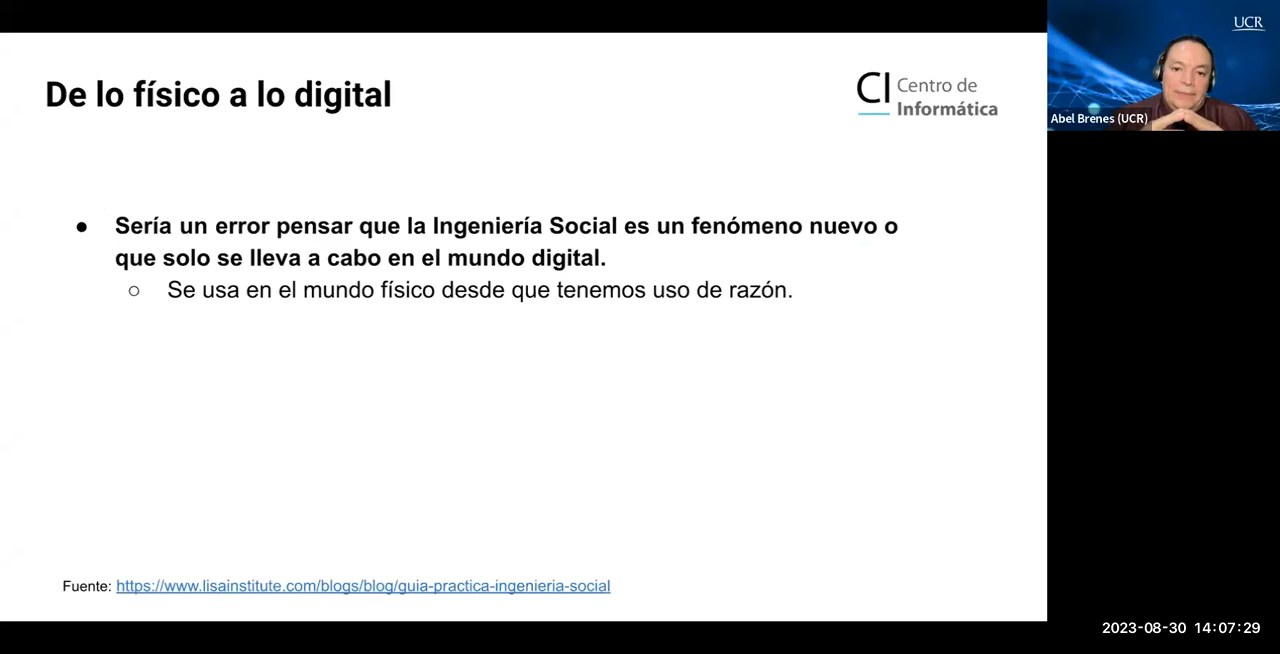 De lo físico a lo digital
CI Centro de
Informática
UCR
Abel Brenes (UCR)
● Sería un error pensar que la Ingeniería Social es un fenómeno nuevo o
que solo se lleva a cabo en el mundo digital.
○ Se usa en el mundo físico desde que tenemos uso de razón.
Fuente: https://www.lisainstitute.com/blogs/blog/guia-practica-ingenieria-social
2023-08-30 14:07:29